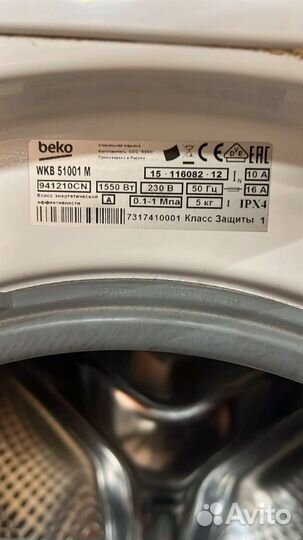 beko
Стиральная машина
Изготовитель ООО "БЕКО"
Произведено в России
EAC
WKB 51001 M
15 - 116082 - 12
I N 10 A
941210CN
1550 Вт
230 В
50 Гц
16 A
Класс энергетической эффективности
A
0.1-1 Мпа
5 кг
IPX4
7317410001 Класс Защиты 1
Avito